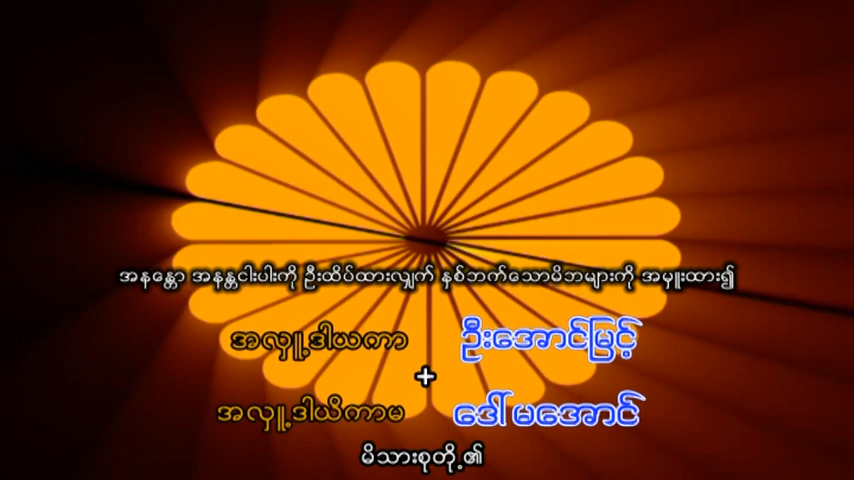 အနန္တော အနန္တငါးပါးကို ဦးထိပ်ထားလျှက် နှစ်ဘက်သောမိဘများကို အမှူးထား၍
အလှူ့ဒါယကာ ဦးအောင်မြင့်
+
အလှူ့ဒါယိကာမ ဒေါ်မအောင်
မိသားစုတို့၏